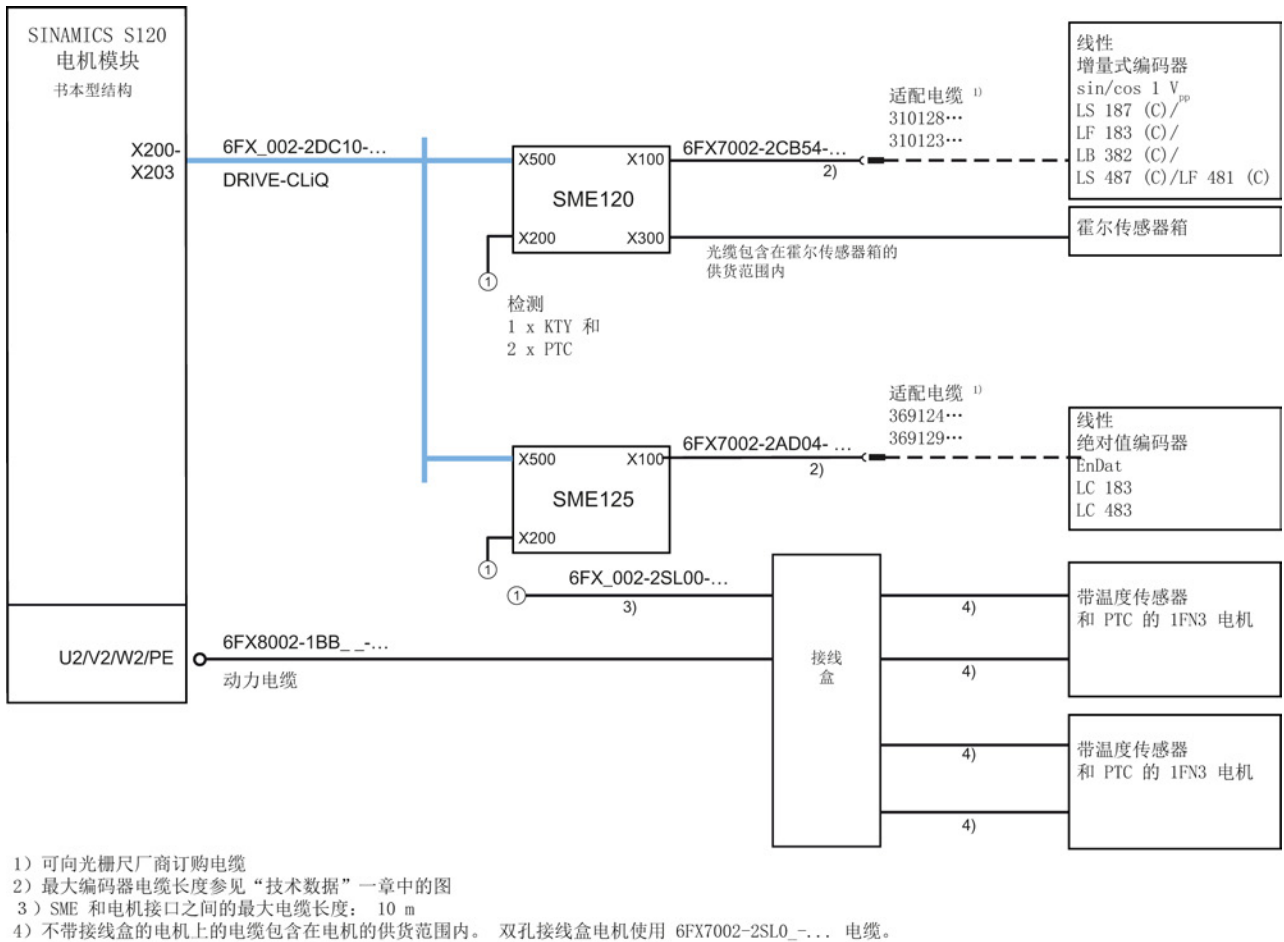 SINAMICS S120
电机模块
书本型结构
X200-
X203
6FX_002-2DC10-...
DRIVE-CLiQ
X500
X100
SME120
X200
X300
6FX7002-2CB54-...
2)
适配电缆 1)
310128…
310123…
线性
增量式编码器
sin/cos 1 Vpp
LS 187 (C)/
LF 183 (C)/
LB 382 (C)/
LS 487 (C)/LF 481 (C)
霍尔传感器箱
光缆包含在霍尔传感器箱的
供货范围内
①
检测
1 x KTY 和
2 x PTC
X500
X100
SME125
X200
6FX7002-2AD04- ...
2)
适配电缆 1)
369124…
369129…
线性
绝对值编码器
EnDat
LC 183
LC 483
①
①
6FX_002-2SL00-...
3)
U2/V2/W2/PE
6FX8002-1BB_ _-...
动力电缆
接线
盒
4)
4)
带温度传感器
和 PTC 的 1FN3 电机
4)
4)
带温度传感器
和 PTC 的 1FN3 电机
1）可向光栅尺厂商订购电缆
2）最大编码器电缆长度参见“技术数据”一章中的图
3 ）SME 和电机接口之间的最大电缆长度： 10 m
4）不带接线盒的电机上的电缆包含在电机的供货范围内。 双孔接线盒电机使用 6FX7002-2SL0_-... 电缆。